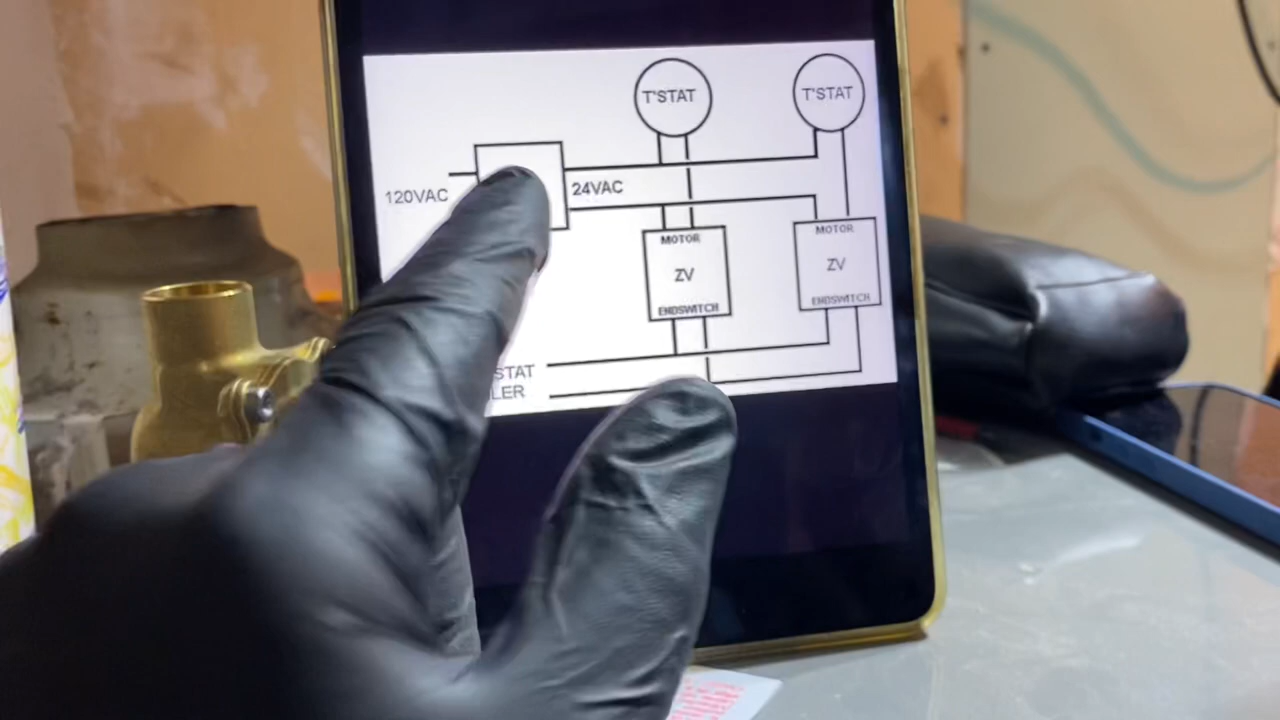 T'STAT
T'STAT
120VAC
24VAC
MOTOR
ZV
ENDSWITCH
MOTOR
ZV
ENDSWITCH
STAT
LER